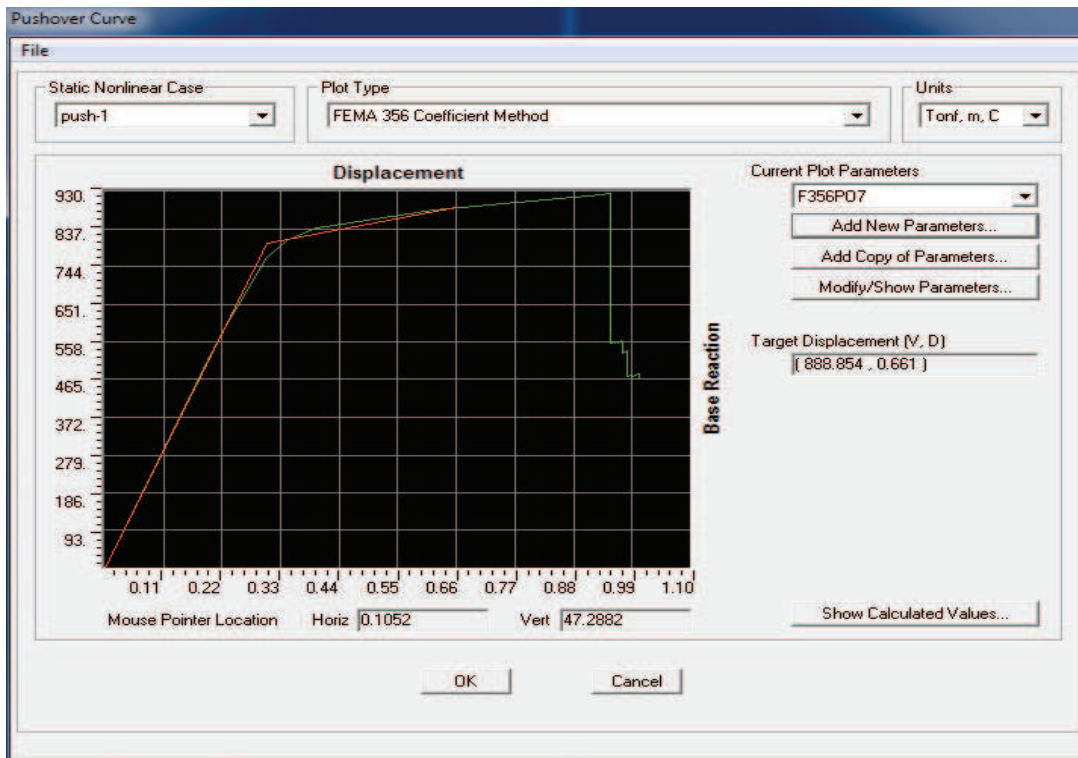 Pushover Curve
File
Static Nonlinear Case
push-1
Plot Type
FEMA 356 Coefficient Method
Units
Tonf, m, C
Displacement
930.
837.
744.
651.
558.
465.
372.
279.
186.
93.
0.11 0.22 0.33 0.44 0.55 0.66 0.77 0.88 0.99 1.10
Base Reaction
Mouse Pointer Location Horiz 0.1052 Vert 47.2882
Current Plot Parameters
F356PO7
Add New Parameters...
Add Copy of Parameters...
Modify/Show Parameters...
Target Displacement (V, D)
( 888.854 , 0.661 )
Show Calculated Values...
OK Cancel